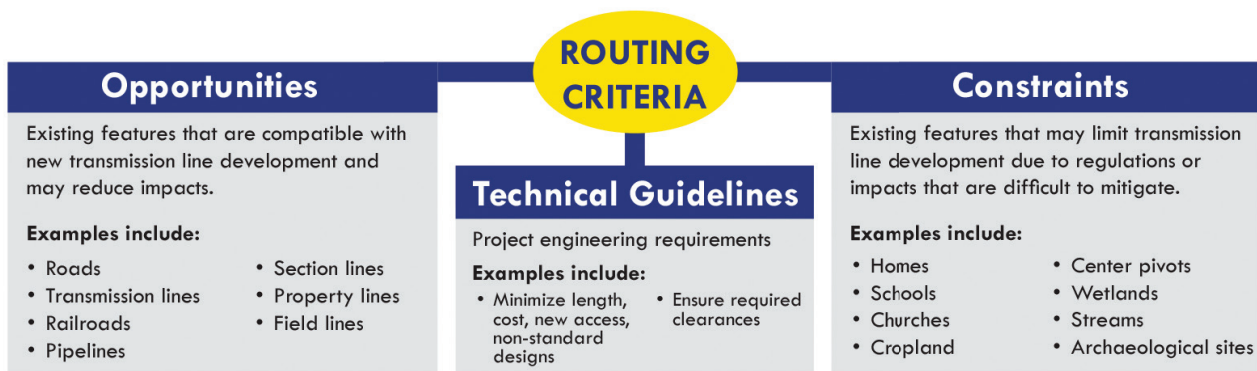 ROUTING
CRITERIA
Opportunities
Existing features that are compatible with
new transmission line development and
may reduce impacts.
Examples include:
• Roads
• Transmission lines
• Railroads
• Pipelines
• Section lines
• Property lines
• Field lines
Technical Guidelines
Project engineering requirements
Examples include:
• Minimize length,
cost, new access,
non-standard
designs
• Ensure required
clearances
Constraints
Existing features that may limit transmission
line development due to regulations or
impacts that are difficult to mitigate.
Examples include:
• Homes
• Schools
• Churches
• Cropland
• Center pivots
• Wetlands
• Streams
• Archaeological sites